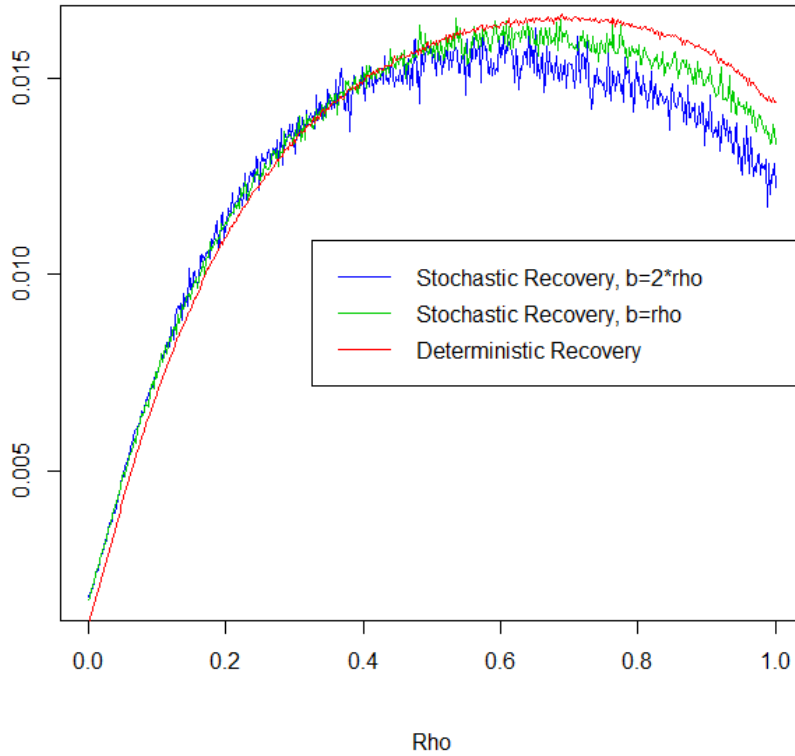 0.015
0.010
0.005
Stochastic Recovery, b=2*rho
Stochastic Recovery, b=rho
Deterministic Recovery
0.0 0.2 0.4 0.6 0.8 1.0
Rho